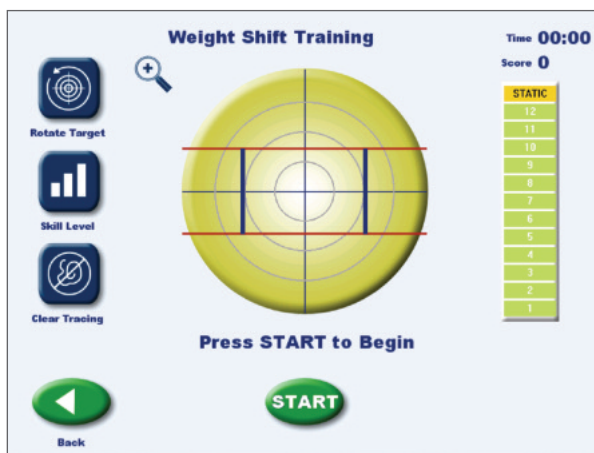 Weight Shift Training
Time 00:00
Score 0
Rotate Target
Skill Level
Clear Tracing
STATIC
12
11
10
9
8
7
6
5
4
3
2
1
Press START to Begin
START
Back